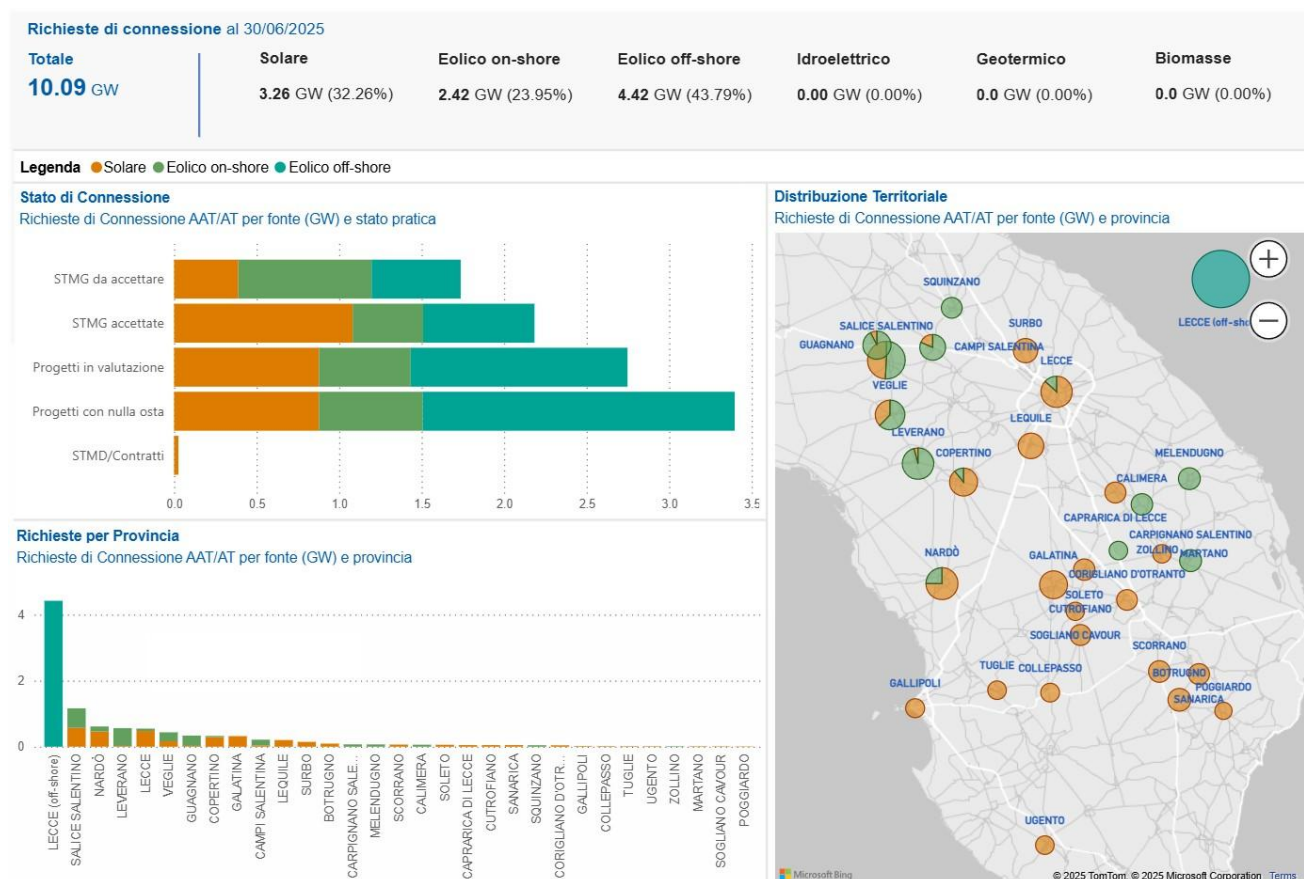 Richieste di connessione al 30/06/2025
Totale
10.09 GW
Solare
3.26 GW (32.26%)
Eolico on-shore
2.42 GW (23.95%)
Eolico off-shore
4.42 GW (43.79%)
Idroelettrico
0.00 GW (0.00%)
Geotermico
0.0 GW (0.00%)
Biomasse
0.0 GW (0.00%)
Legenda Solare Eolico on-shore Eolico off-shore
Stato di Connessione
Richieste di Connessione AAT/AT per fonte (GW) e stato pratica
STMG da accettare
STMG accettate
Progetti in valutazione
Progetti con nulla osta
STMD/Contratti
0.0 0.5 1.0 1.5 2.0 2.5 3.0 3.5
Richieste per Provincia
Richieste di Connessione AAT/AT per fonte (GW) e provincia
4
2
0
LECCE (off-shore)
SALICE SALENTINO
NARDÒ
LEVERANO
LECCE
VEGLIE
GUAGNANO
COPERTINO
GALATINA
CAMPI SALENTINA
LEQUILE
SURBO
BOTRUGNO
CARPIGNANO SALE...
MELENDUGNO
SCORRANO
CALIMERA
SOLETO
CAPRARICA DI LECCE
CUTROFIANO
SANARICA
SQUINZANO
CORIGLIANO D'OTR...
GALLIPOLI
COLLEPASSO
TUGLIE
UGENTO
ZOLLINO
MARTANO
SOGLIANO CAVOUR
POGGIARDO
Distribuzione Territoriale
Richieste di Connessione AAT/AT per fonte (GW) e provincia
SQUINZANO
LECCE (off-sho
SALICE SALENTINO
SURBO
GUAGNANO
CAMPI SALENTINA
LECCE
VEGLIE
LEQUILE
LEVERANO
COPERTINO
MELENDUGNO
CALIMERA
CAPRARICA DI LECCE
CARPIGNANO SALENTINO
NARDÒ
GALATINA
ZOLLINO
MARTANO
CORIGLIANO D'OTRANTO
SOLETO
CUTROFIANO
SOGLIANO CAVOUR
SCORRANO
TUGLIE
COLLEPASSO
BOTRUGNO
GALLIPOLI
POGGIARDO
SANARICA
UGENTO
Microsoft Bing
© 2025 TomTom, © 2025 Microsoft Corporation Terms